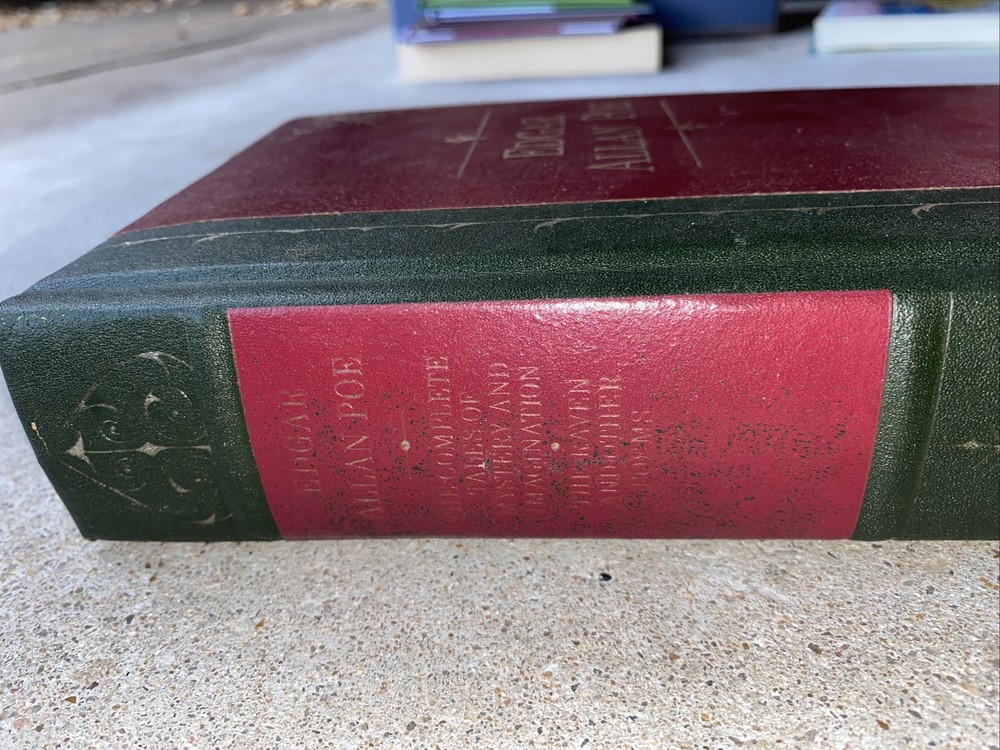 EDGAR
ALLAN POE
EDGAR
ALLAN POE
THE COMPLETE
TALES OF
MYSTERY AND
IMAGINATION
THE RAVEN
AND OTHER
POEMS